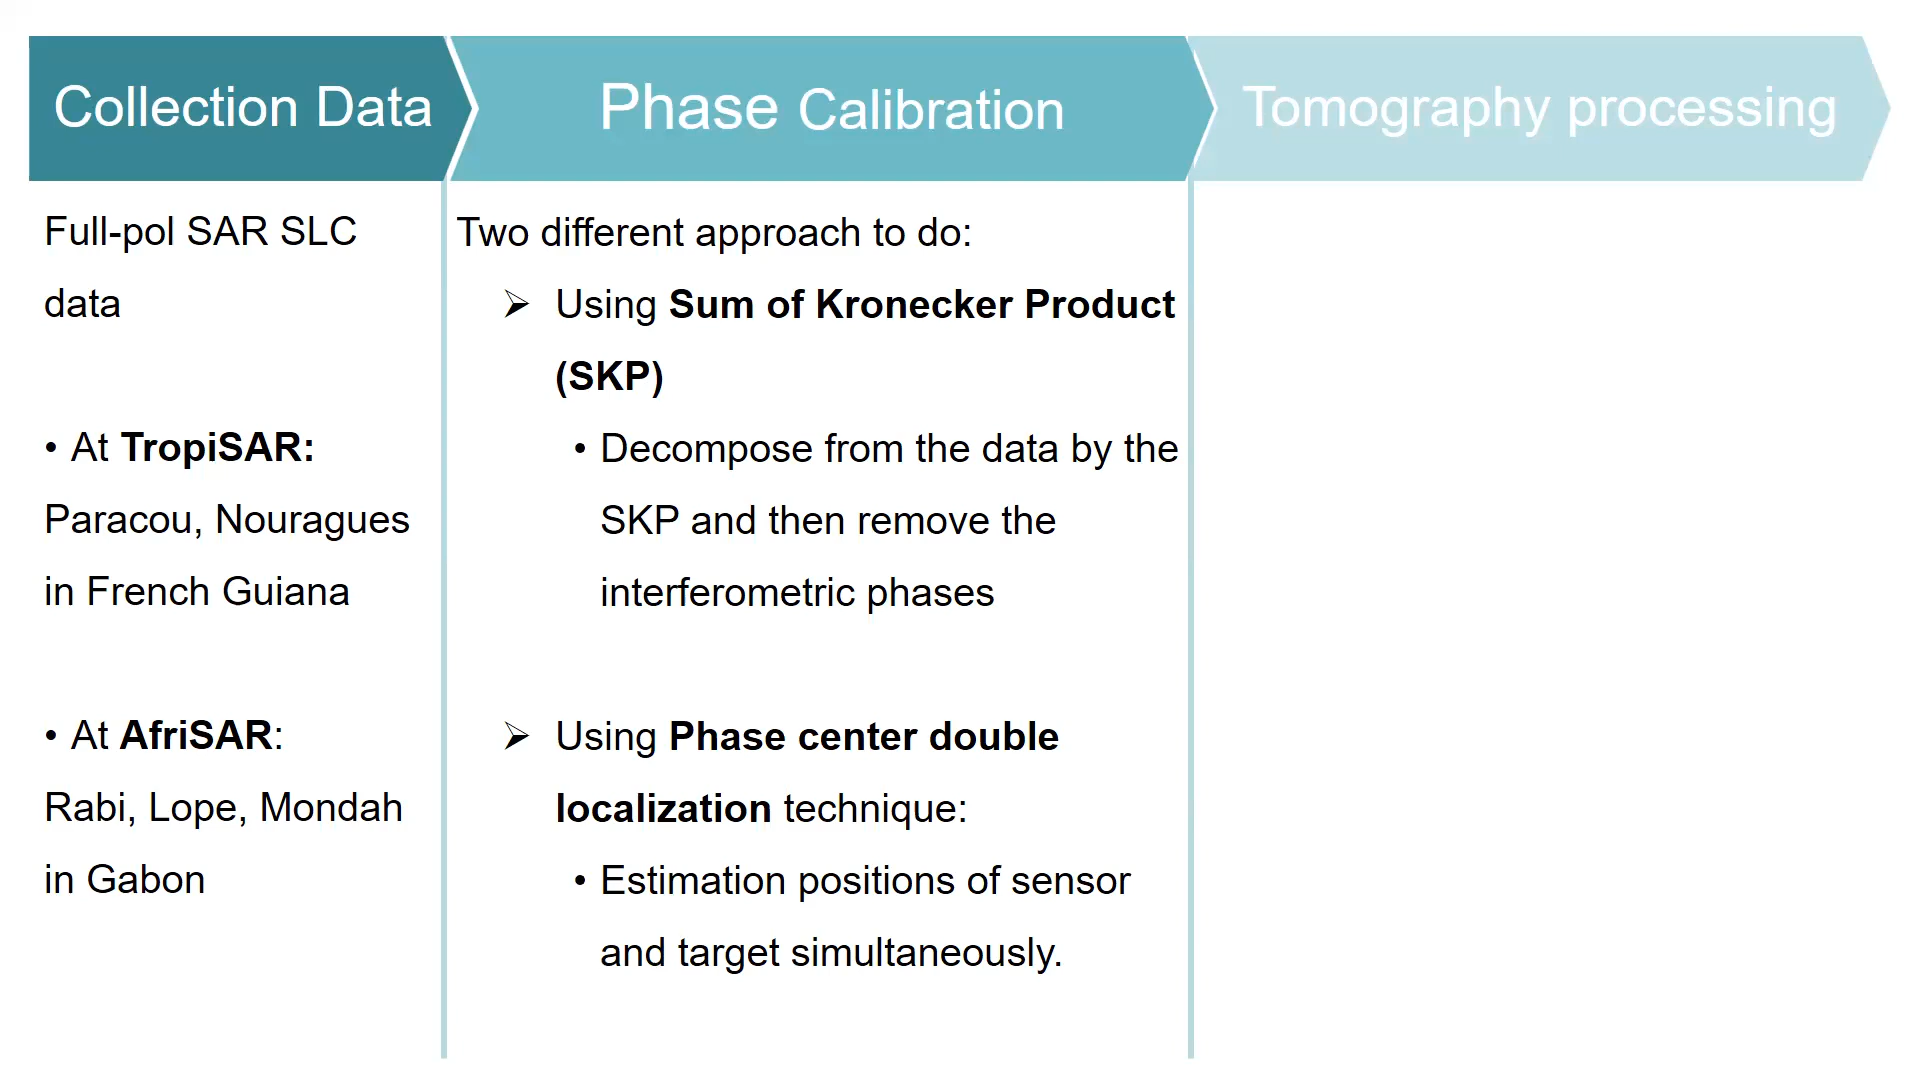 Collection Data
Phase Calibration
Tomography processing
Full-pol SAR SLC
data
• At TropiSAR:
Paracou, Nouragues
in French Guiana
• At AfriSAR:
Rabi, Lope, Mondah
in Gabon
Two different approach to do:
➢ Using Sum of Kronecker Product
(SKP)
• Decompose from the data by the
SKP and then remove the
interferometric phases
➢ Using Phase center double
localization technique:
• Estimation positions of sensor
and target simultaneously.